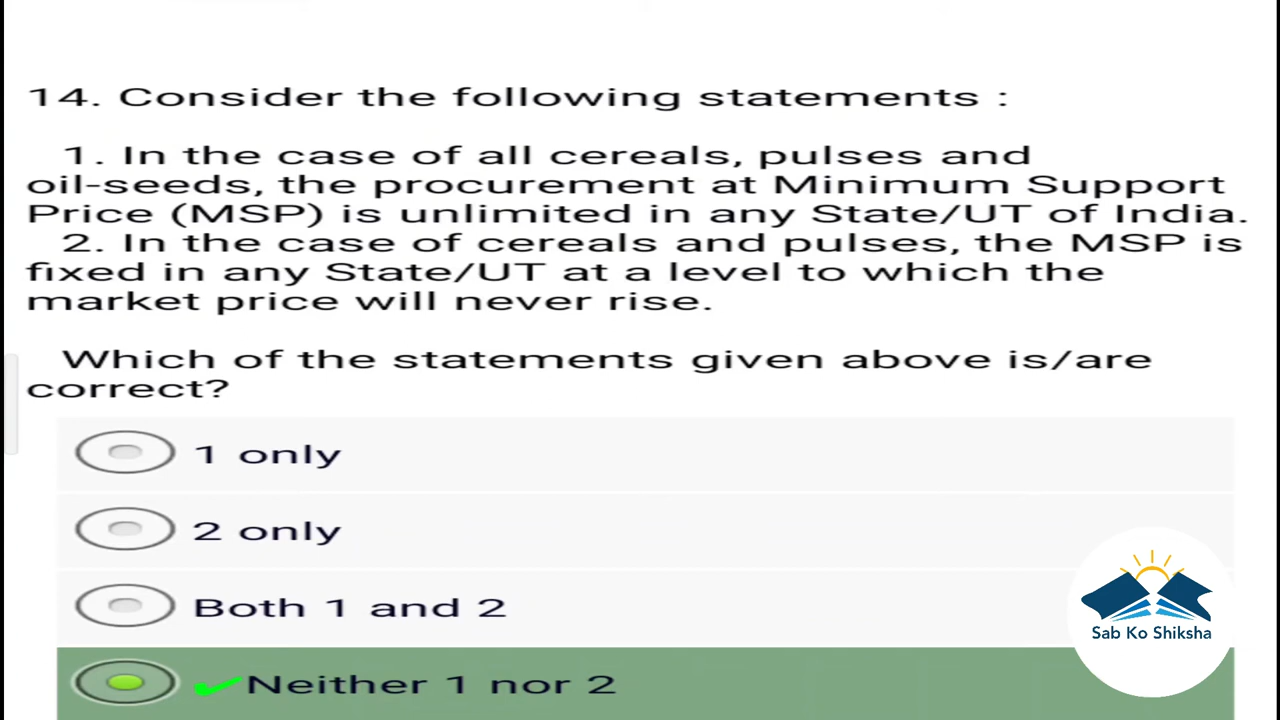 14. Consider the following statements :
1. In the case of all cereals, pulses and
oil-seeds, the procurement at Minimum Support
Price (MSP) is unlimited in any State/UT of India.
2. In the case of cereals and pulses, the MSP is
fixed in any State/UT at a level to which the
market price will never rise.
Which of the statements given above is/are
correct?
1 only
2 only
Both 1 and 2
Sab Ko Shiksha
Neither 1 nor 2